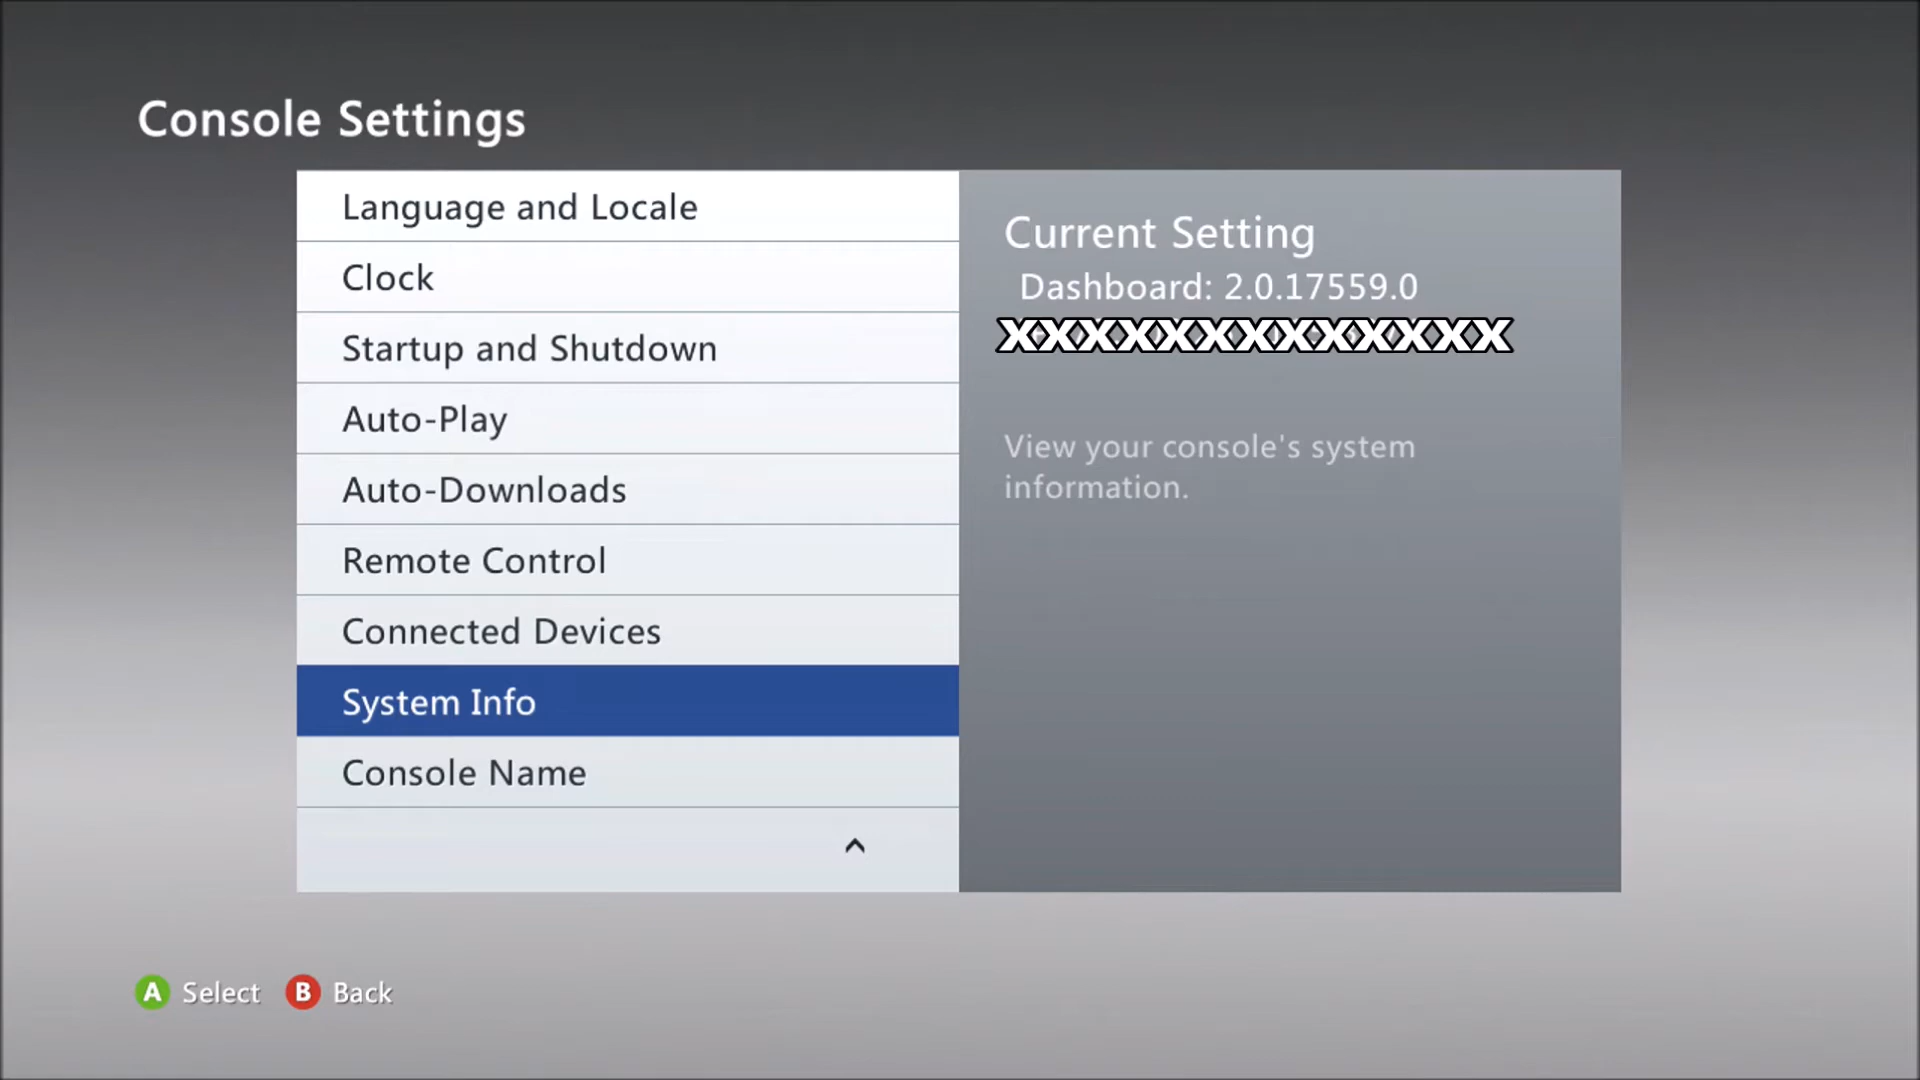 Console Settings
Language and Locale
Clock
Startup and Shutdown
Auto-Play
Auto-Downloads
Remote Control
Connected Devices
System Info
Console Name
Current Setting
Dashboard: 2.0.17559.0
XXXXXXXXXXXXX
View your console's system
information.
A Select B Back